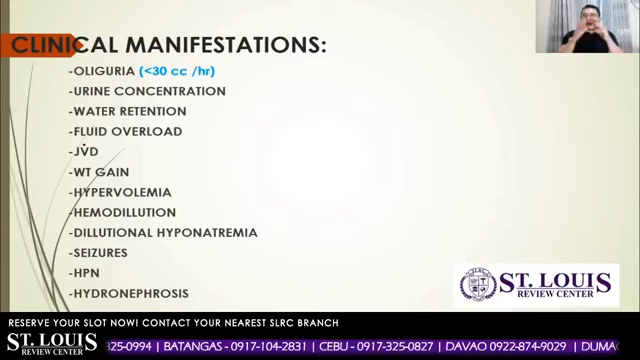 CLINICAL MANIFESTATIONS:
-OLIGURIA (<30 cc /hr)
-URINE CONCENTRATION
-WATER RETENTION
-FLUID OVERLOAD
-JVD
-WT GAIN
-HYPERVOLEMIA
-HEMODILLUTION
-DILLUTIONAL HYPONATREMIA
-SEIZURES
-HPN
-HYDRONEPHROSIS
ST. LOUIS
REVIEW CENTER
RESERVE YOUR SLOT NOW! CONTACT YOUR NEAREST SLRC BRANCH
ST. LOUIS
REVIEW CENTER
325-0994 | BATANGAS - 0917-104-2831 | CEBU - 0917-325-0827 | DAVAO 0922-874-9029 | DUMA